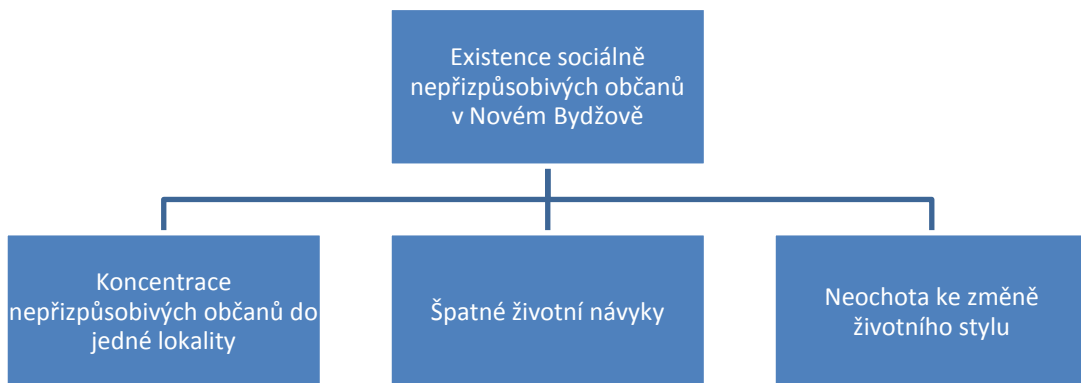 Existence sociálně
nepřizpůsobivých občanů
v Novém Bydžově
Koncentrace
nepřizpůsobivých občanů do
jedné lokality
Špatné životní návyky
Neochota ke změně
životního stylu